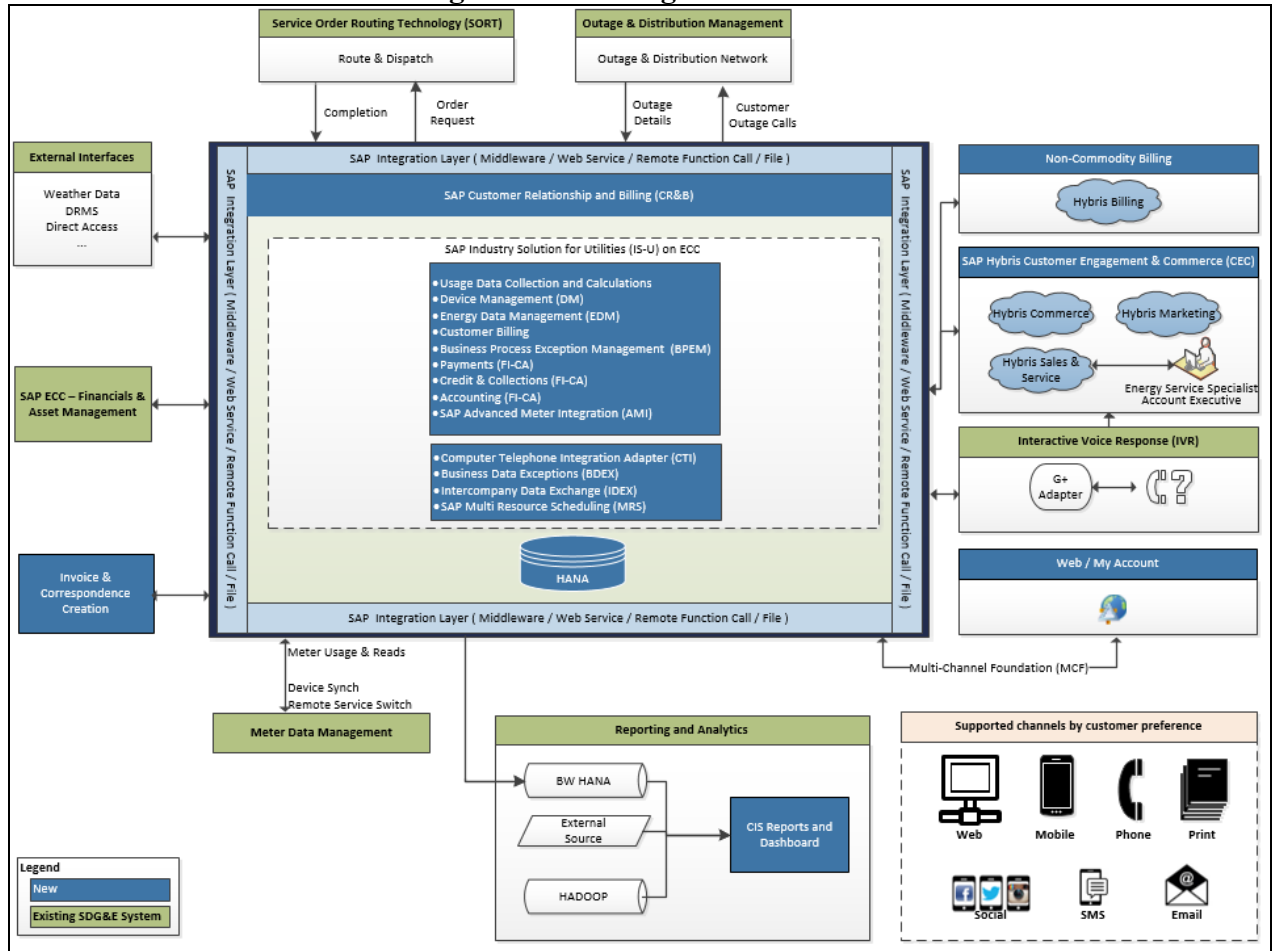 Service Order Routing Technology (SORT)
Route & Dispatch
Outage & Distribution Management
Outage & Distribution Network
Completion
Order
Request
Outage
Details
Customer
Outage Calls
External Interfaces
Weather Data
DRMS
Direct Access
...
SAP ECC – Financials &
Asset Management
Invoice &
Correspondence
Creation
SAP Integration Layer ( Middleware / Web Service / Remote Function Call / File )
SAP Integration Layer ( Middleware / Web Service / Remote Function Call / File )
SAP Customer Relationship and Billing (CR&B)
SAP Industry Solution for Utilities (IS-U) on ECC
•Usage Data Collection and Calculations
•Device Management (DM)
•Energy Data Management (EDM)
•Customer Billing
•Business Process Exception Management (BPEM)
•Payments (FI-CA)
•Credit & Collections (FI-CA)
•Accounting (FI-CA)
•SAP Advanced Meter Integration (AMI)
•Computer Telephone Integration Adapter (CTI)
•Business Data Exceptions (BDEX)
•Intercompany Data Exchange (IDEX)
•SAP Multi Resource Scheduling (MRS)
HANA
SAP Integration Layer ( Middleware / Web Service / Remote Function Call / File )
SAP Integration Layer ( Middleware / Web Service / Remote Function Call / File )
Non-Commodity Billing
Hybris Billing
SAP Hybris Customer Engagement & Commerce (CEC)
Hybris Commerce
Hybris Marketing
Hybris Sales &
Service
Energy Service Specialist
Account Executive
Interactive Voice Response (IVR)
G+
Adapter
Web / My Account
Multi-Channel Foundation (MCF)
Meter Usage & Reads
Device Synch
Remote Service Switch
Meter Data Management
Reporting and Analytics
BW HANA
External
Source
HADOOP
CIS Reports and
Dashboard
Supported channels by customer preference
Web
Mobile
Phone
Print
Social
SMS
Email
Legend
New
Existing SDG&E System